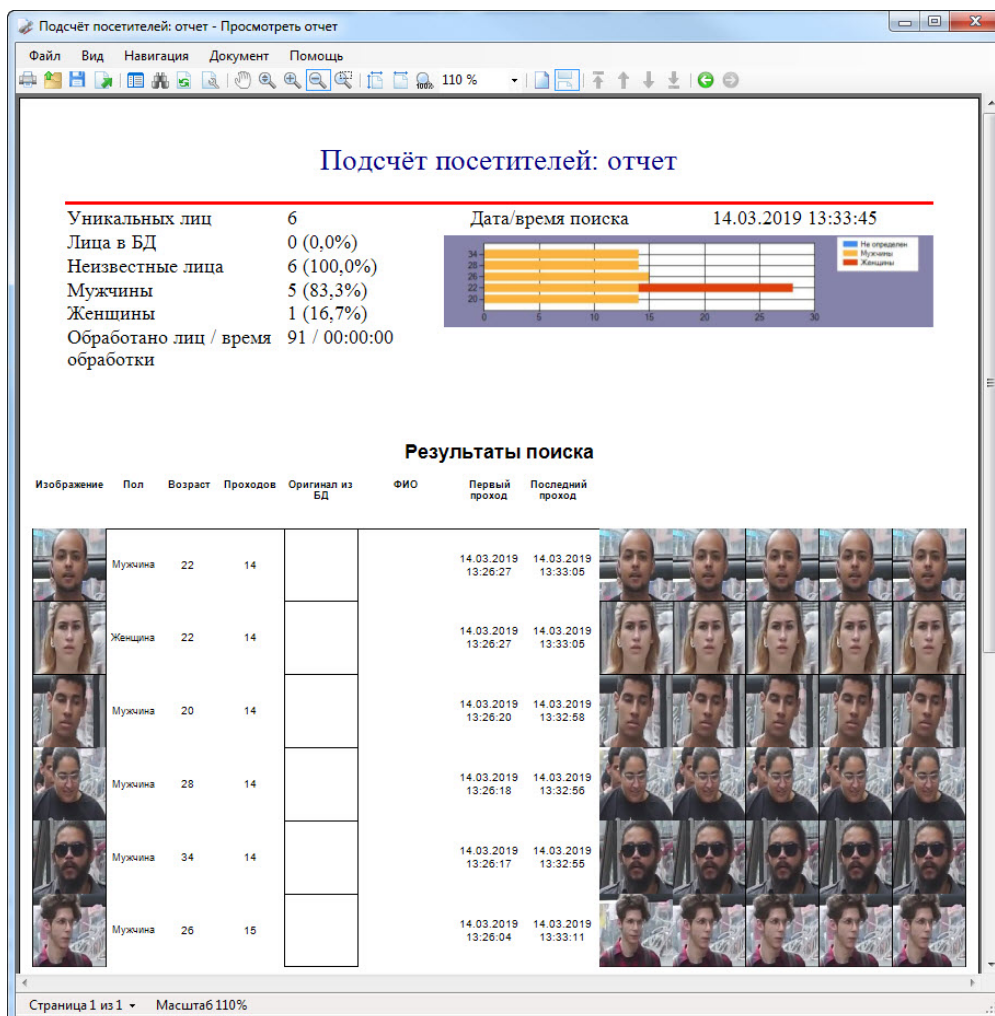 Подсчёт посетителей: отчет - Просмотреть отчет
Файл Вид Навигация Документ Помощь
100% 110 %
Подсчёт посетителей: отчет
Уникальных лиц 6 Дата/время поиска 14.03.2019 13:33:45
Лица в БД 0 (0,0%)
Неизвестные лица 6 (100,0%)
Мужчины 5 (83,3%)
Женщины 1 (16,7%)
Обработано лиц / время 91 / 00:00:00
обработки
Не определен
Мужчины
Женщины
34
28
26
22
20
0 5 10 15 20 25 30
Результаты поиска
Изображение Пол Возраст Проходов Оригинал из ФИО Первый Последний
БД проход проход
Мужчина 22 14 14.03.2019 14.03.2019
13:26:27 13:33:05
Женщина 22 14 14.03.2019 14.03.2019
13:26:27 13:33:05
Мужчина 20 14 14.03.2019 14.03.2019
13:26:20 13:32:58
Мужчина 28 14 14.03.2019 14.03.2019
13:26:18 13:32:56
Мужчина 34 14 14.03.2019 14.03.2019
13:26:17 13:32:55
Мужчина 26 15 14.03.2019 14.03.2019
13:26:04 13:33:11
Страница 1 из 1 Масштаб 110%